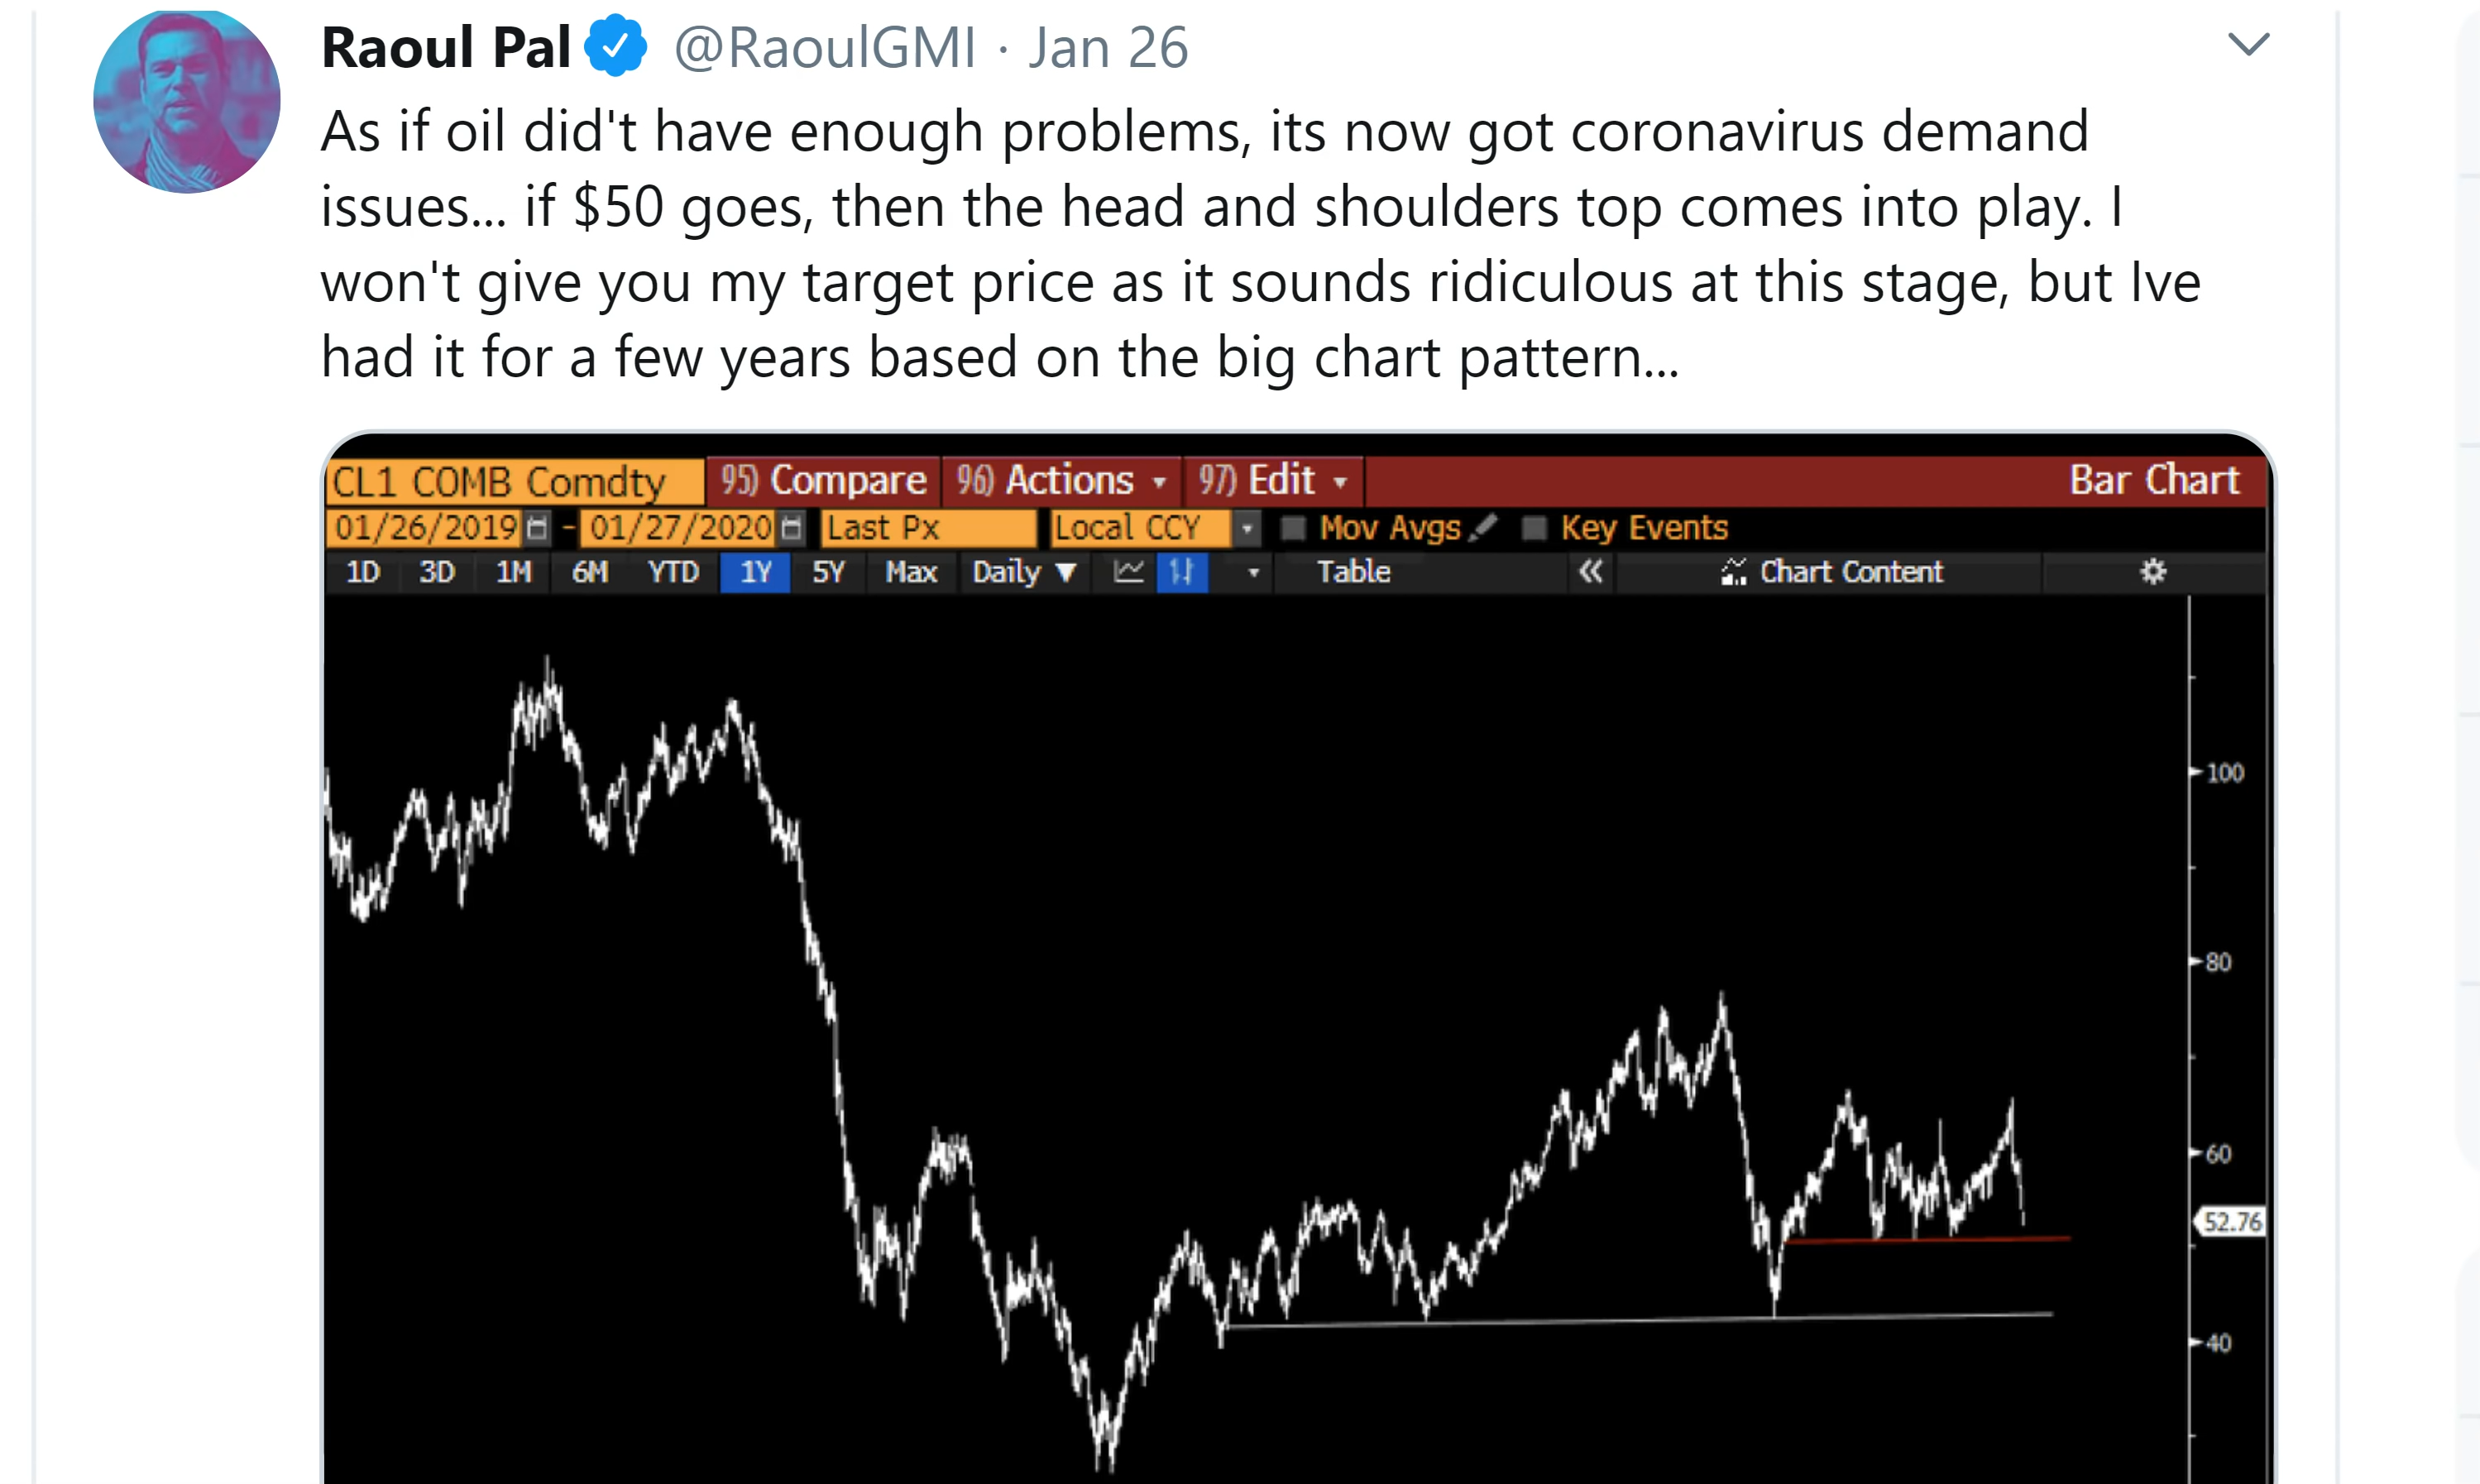 Raoul Pal @RaoulGMI · Jan 26
As if oil did't have enough problems, its now got coronavirus demand
issues... if $50 goes, then the head and shoulders top comes into play. I
won't give you my target price as it sounds ridiculous at this stage, but Ive
had it for a few years based on the big chart pattern...
CL1 COMB Comdty 95) Compare 96) Actions 97) Edit Bar Chart
01/26/2019 - 01/27/2020 Last Px Local CCY Mov Avgs Key Events
1D 3D 1M 6M YTD 1Y 5Y Max Daily ▼ Table « Chart Content
100
80
60
52.76
40